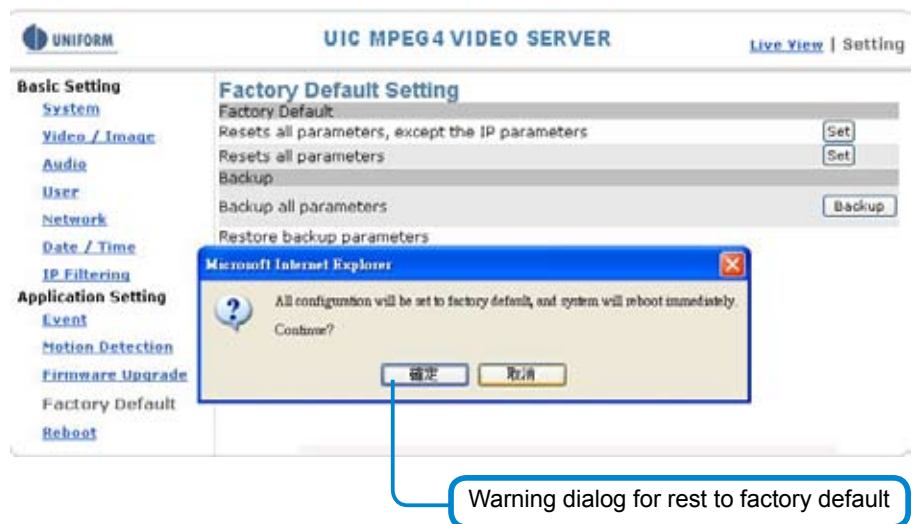 UNIFORM
UIC MPEG4 VIDEO SERVER
Live View | Setting
Basic Setting
System
Video / Image
Audio
User
Network
Date / Time
IP Filtering
Application Setting
Event
Motion Detection
Firmware Upgrade
Factory Default
Reboot
Factory Default Setting
Factory Default
Resets all parameters, except the IP parameters
Set
Resets all parameters
Set
Backup
Backup all parameters
Backup
Restore backup parameters
Microsoft Internet Explorer
All configuration will be set to factory default, and system will reboot immediately.
Continue?
確定
取消
Warning dialog for rest to factory default